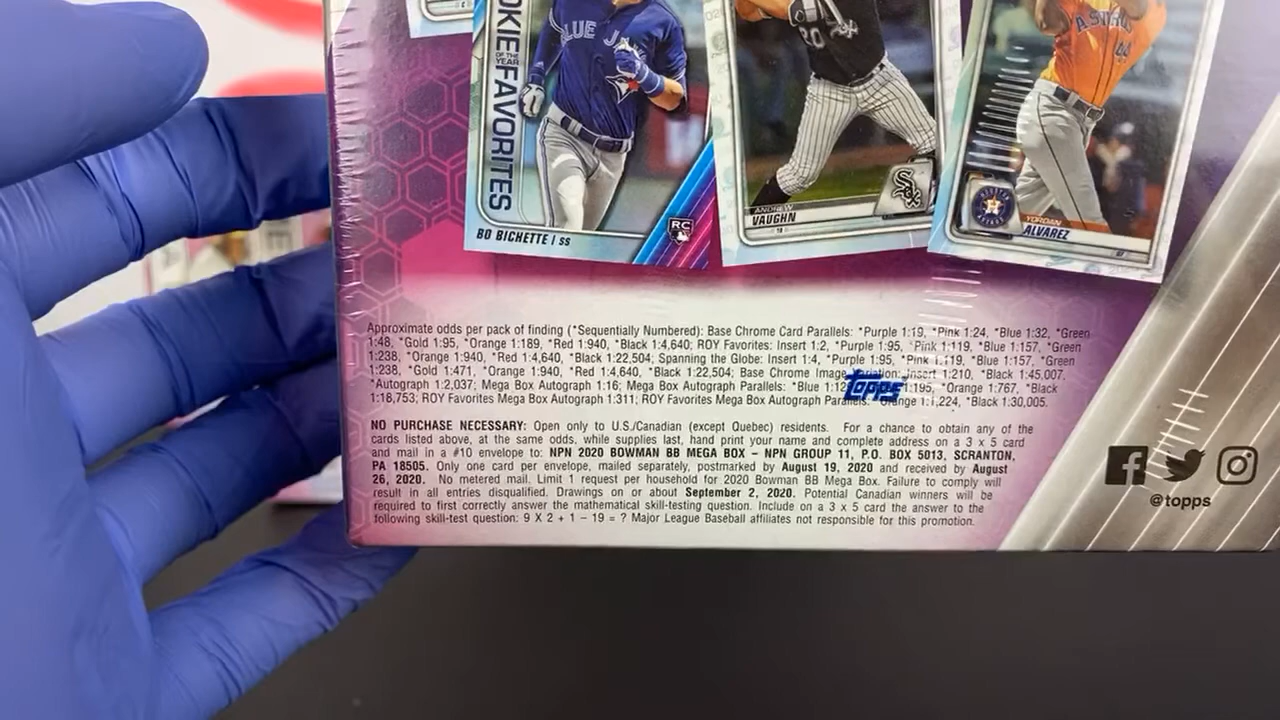 ROOKIE OF THE YEAR FAVORITES
BLUE JA
BO BICHETTE | SS
RC
20
ANDREW
VAUGHN
Sox
ASTRO
44
YORDAN
ALVAREZ
Approximate odds per pack of finding (*Sequentially Numbered): Base Chrome Card Parallels: *Purple 1:19, *Pink 1:24, *Blue 1:32, *Green
1:48, *Gold 1:95, *Orange 1:189, *Red 1:940, *Black 1:4,640; ROY Favorites: Insert 1:2, *Purple 1:95, *Pink 1:119, *Blue 1:157, *Green
1:238, *Orange 1:940, *Red 1:4,640, *Black 1:22,504; Spanning the Globe: Insert 1:4, *Purple 1:95, *Pink 1:119, *Blue 1:157, *Green
1:238, *Gold 1:471, *Orange 1:940, *Red 1:4,640, *Black 1:22,504; Base Chrome Image Variation: Insert 1:210, *Black 1:45,007,
*Autograph 1:2,037; Mega Box Autograph 1:16; Mega Box Autograph Parallels: *Blue 1:195, *Orange 1:767, *Black
1:18,753; ROY Favorites Mega Box Autograph 1:311; ROY Favorites Mega Box Autograph Parallels: *Orange 1:1,224, *Black 1:30,005.
Topps
NO PURCHASE NECESSARY: Open only to U.S./Canadian (except Quebec) residents. For a chance to obtain any of the
cards listed above, at the same odds, while supplies last, hand print your name and complete address on a 3 x 5 card
and mail in a #10 envelope to: NPN 2020 BOWMAN BB MEGA BOX – NPN GROUP 11, P.O. BOX 5013, SCRANTON,
PA 18505. Only one card per envelope, mailed separately, postmarked by August 19, 2020 and received by August
26, 2020. No metered mail. Limit 1 request per household for 2020 Bowman BB Mega Box. Failure to comply will
result in all entries disqualified. Drawings on or about September 2, 2020. Potential Canadian winners will be
required to first correctly answer the mathematical skill-testing question. Include on a 3 x 5 card the answer to the
following skill-test question: 9 X 2 + 1 – 19 = ? Major League Baseball affiliates not responsible for this promotion.
@topps